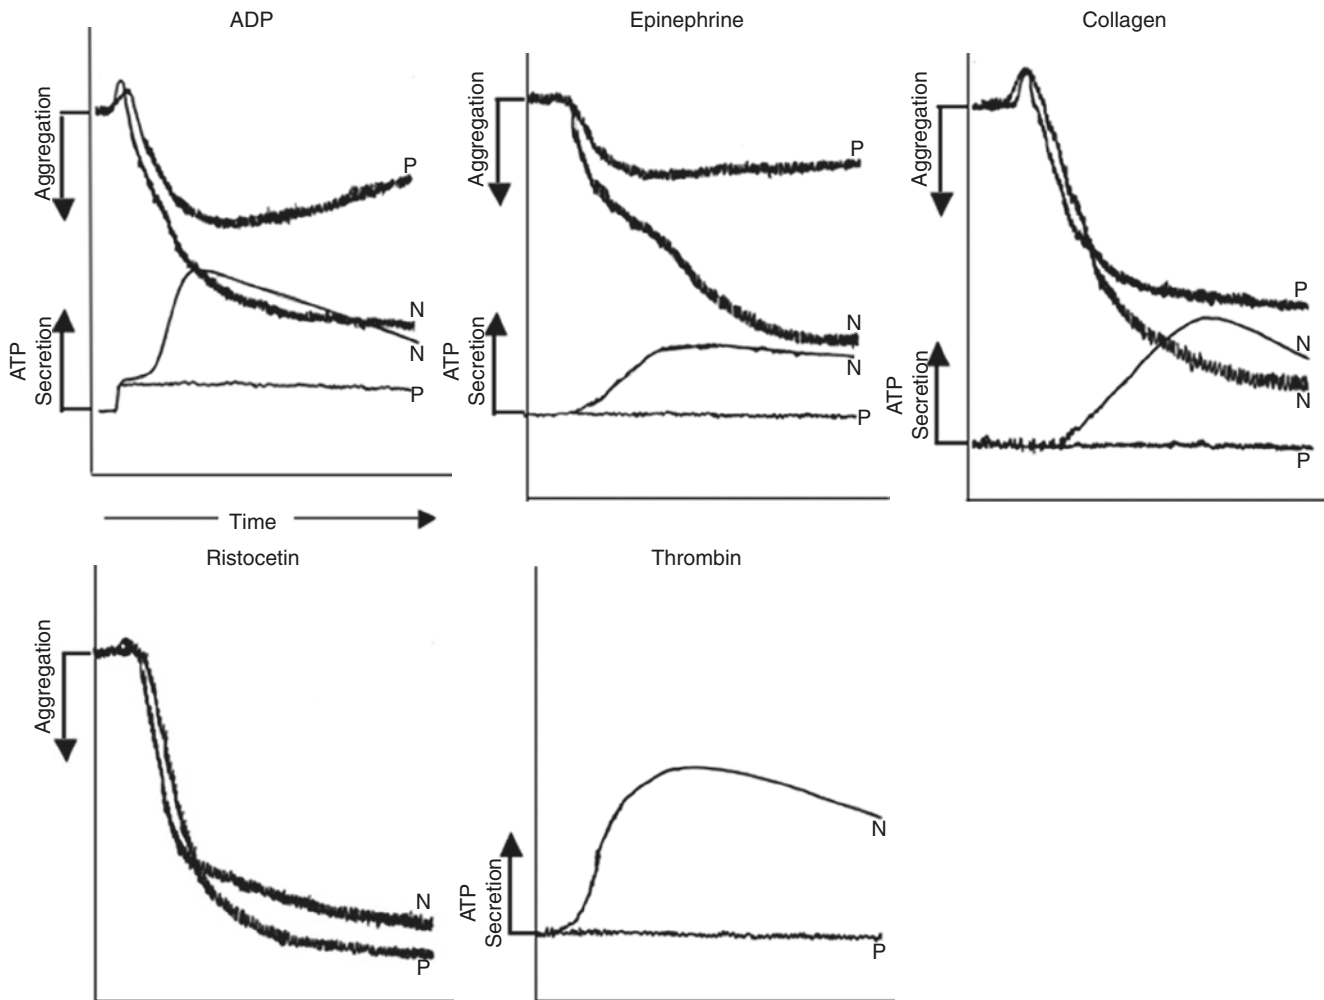 ADP
Aggregation
P
N
N
P
ATP
Secretion
Time
Epinephrine
Aggregation
P
N
N
P
ATP
Secretion
Collagen
Aggregation
P
N
N
P
ATP
Secretion
Ristocetin
Aggregation
N
P
Thrombin
N
P
ATP
Secretion